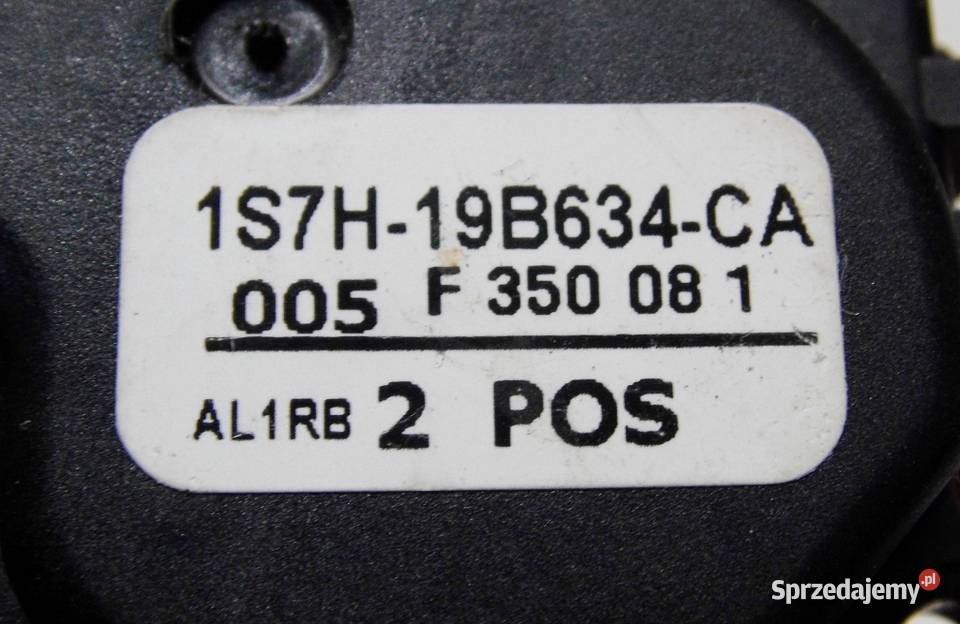 1S7H-19B634-CA
005 F 350 08 1
AL1RB 2 POS
Sprzedajemy.pl